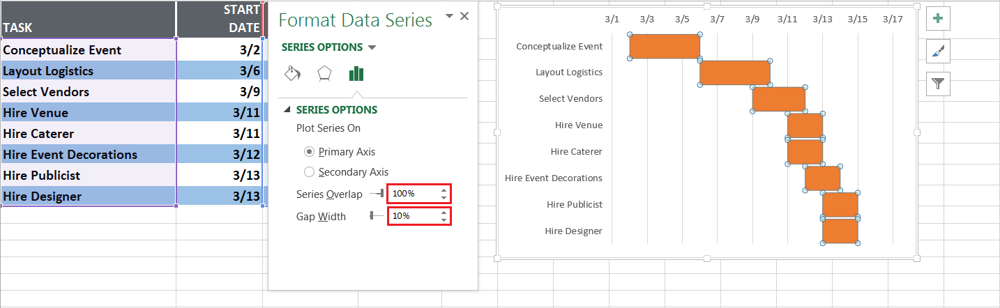 START
TASK DATE
Conceptualize Event 3/2
Layout Logistics 3/6
Select Vendors 3/9
Hire Venue 3/11
Hire Caterer 3/11
Hire Event Decorations 3/12
Hire Publicist 3/13
Hire Designer 3/13
Format Data Series
SERIES OPTIONS
SERIES OPTIONS
Plot Series On
Primary Axis
Secondary Axis
Series Overlap 100%
Gap Width 10%
3/1 3/3 3/5 3/7 3/9 3/11 3/13 3/15 3/17
Conceptualize Event
Layout Logistics
Select Vendors
Hire Venue
Hire Caterer
Hire Event Decorations
Hire Publicist
Hire Designer